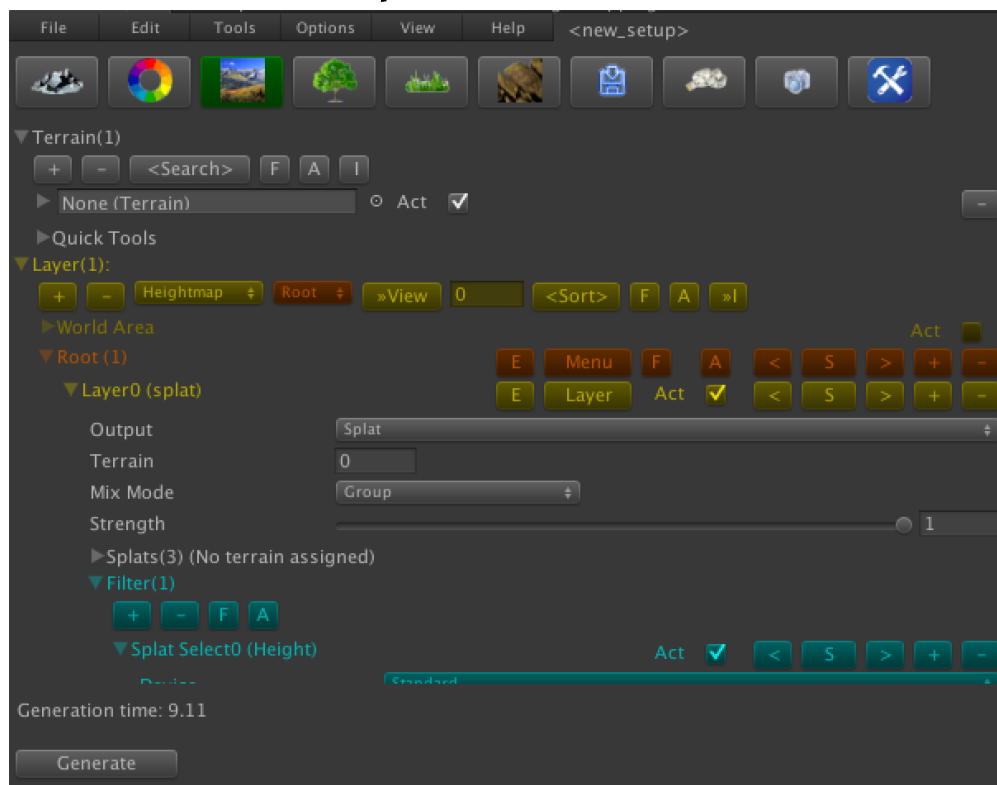 File Edit Tools Options View Help <new_setup>
Terrain(1)
+ - <Search> F A I
None (Terrain) Act -
Quick Tools
Layer(1):
+ - Heightmap Root »View 0 <Sort> F A »I
World Area Act
Root (1) E Menu F A < S > + -
Layer0 (splat) E Layer Act < S > + -
Output Splat
Terrain 0
Mix Mode Group
Strength 1
Splats(3) (No terrain assigned)
Filter(1)
+ - F A
Splat Select0 (Height) Act < S > + -
Device Standard
Generation time: 9.11
Generate